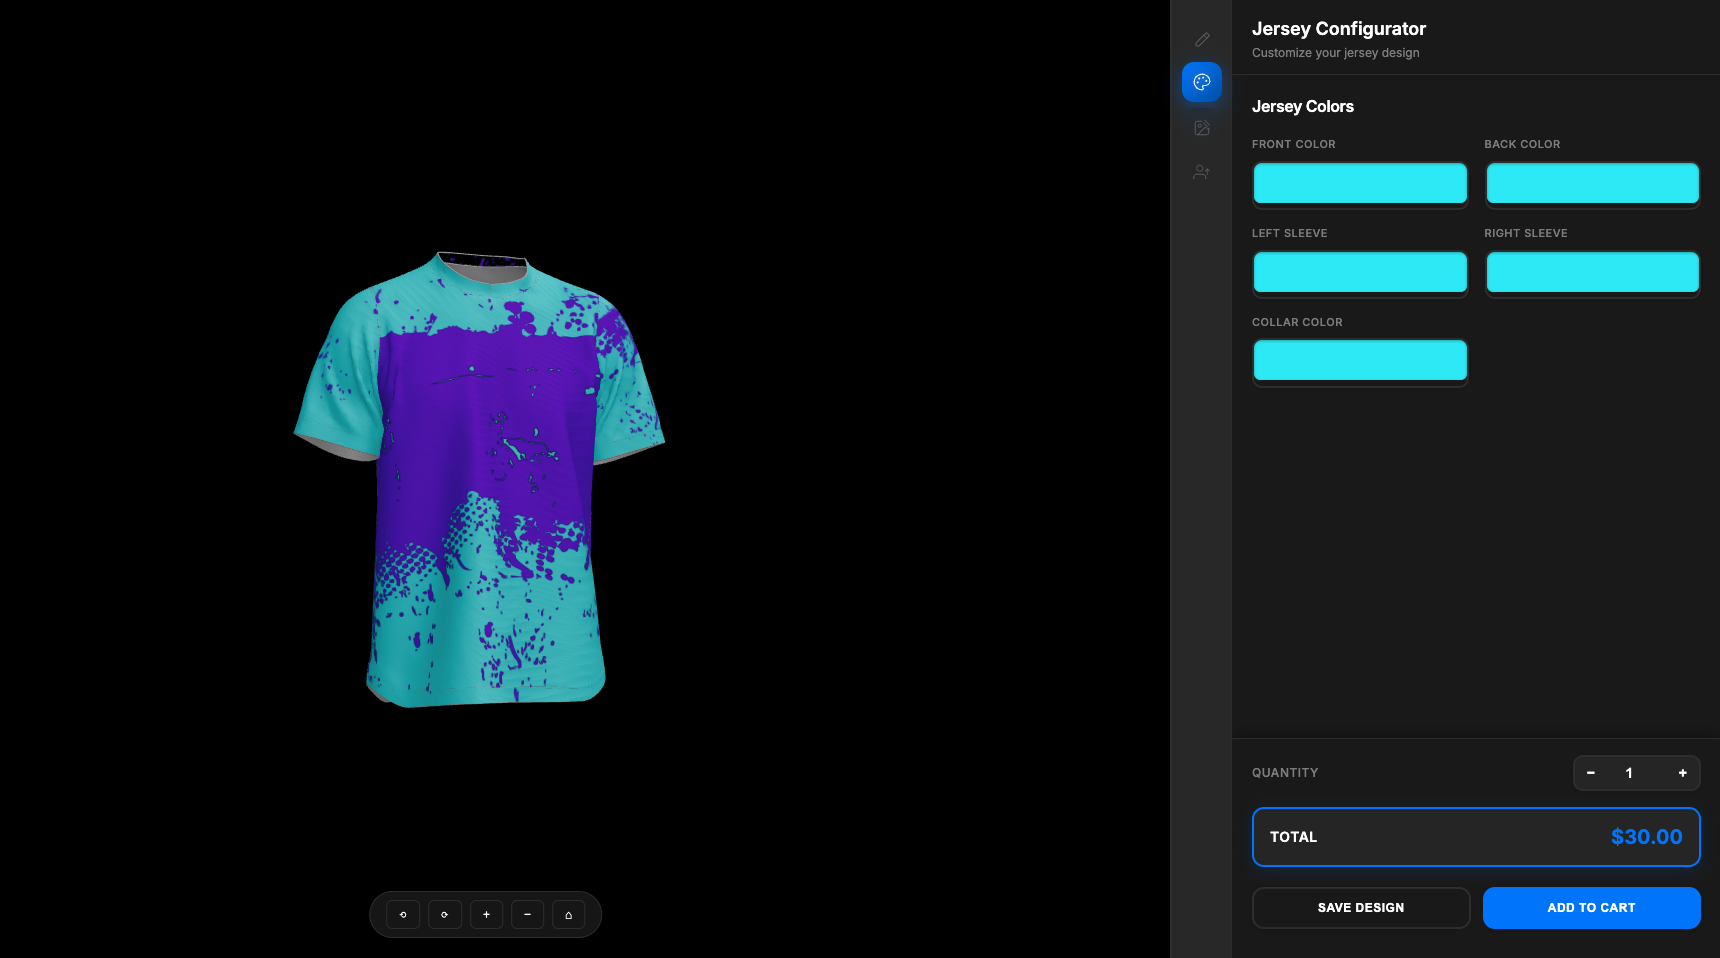 Jersey Configurator
Customize your jersey design
Jersey Colors
FRONT COLOR
BACK COLOR
LEFT SLEEVE
RIGHT SLEEVE
COLLAR COLOR
QUANTITY
− 1 +
TOTAL
$30.00
SAVE DESIGN
ADD TO CART
⟲ ⟳ + − ⌂